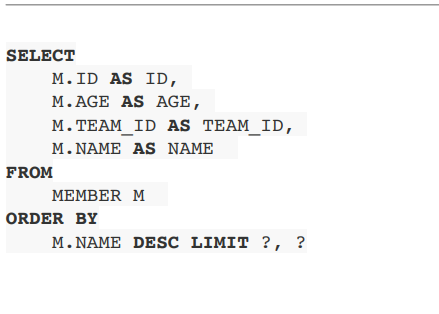 SELECT
    M.ID AS ID,
    M.AGE AS AGE,
    M.TEAM_ID AS TEAM_ID,
    M.NAME AS NAME
FROM
    MEMBER M
ORDER BY
    M.NAME DESC LIMIT ?, ?